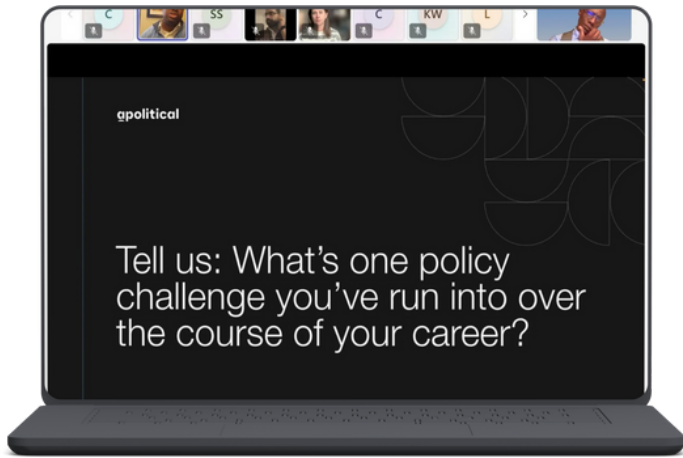 C
SS
C
KW
L
apolitical
Tell us: What's one policy
challenge you've run into over
the course of your career?